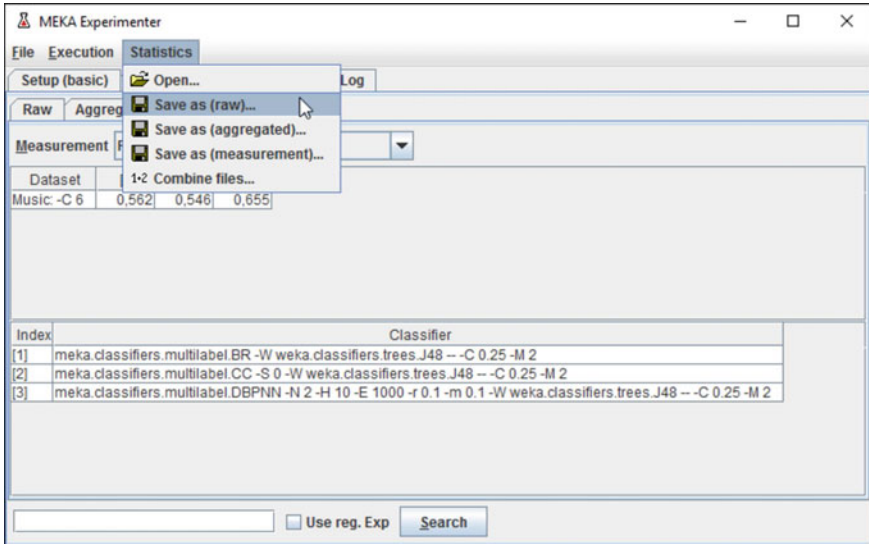 MEKA Experimenter
File Execution Statistics
Setup (basic) Open... Log
Raw Aggreg Save as (raw)...
Save as (aggregated)...
Measurement F Save as (measurement)...
Dataset 1+2 Combine files...
Music: -C 6 0,562 0,546 0,655
Index Classifier
[1] meka.classifiers.multilabel.BR -W weka.classifiers.trees.J48 -- -C 0.25 -M 2
[2] meka.classifiers.multilabel.CC -S 0 -W weka.classifiers.trees.J48 -- -C 0.25 -M 2
[3] meka.classifiers.multilabel.DBPNN -N 2 -H 10 -E 1000 -r 0.1 -m 0.1 -W weka.classifiers.trees.J48 -- -C 0.25 -M 2
Use reg. Exp Search